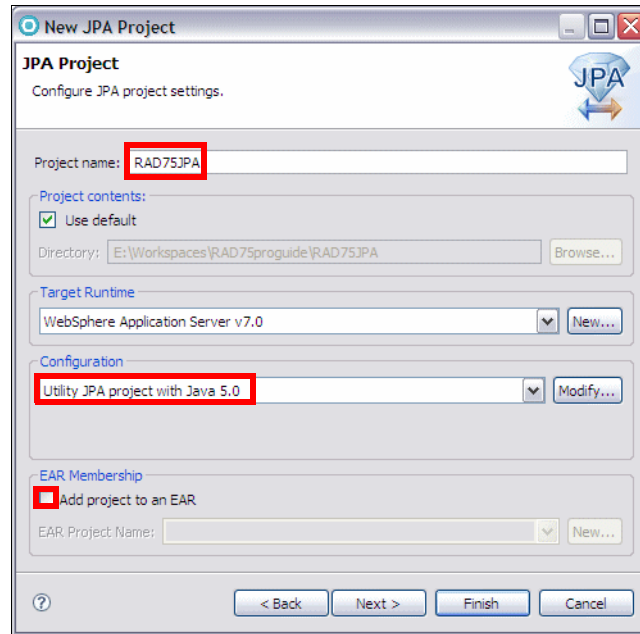 New JPA Project
JPA Project
Configure JPA project settings.
JPA
Project name: RAD75JPA
Project contents:
Use default
Directory: E:\Workspaces\RAD75proguide\RAD75JPA Browse...
Target Runtime
WebSphere Application Server v7.0 New...
Configuration
Utility JPA project with Java 5.0 Modify...
EAR Membership
Add project to an EAR
EAR Project Name: New...
? < Back Next > Finish Cancel